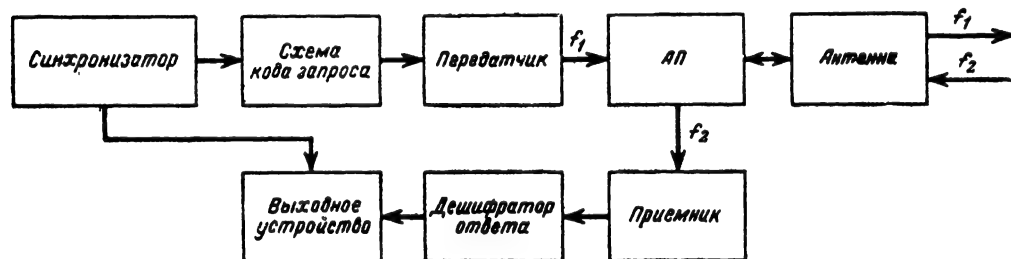 Синхронизатор
Схема
кода запроса
Передатчик
f₁
АП
Антенна
f₁
f₂
f₂
Выходное
устройство
Дешифратор
ответа
Приемник